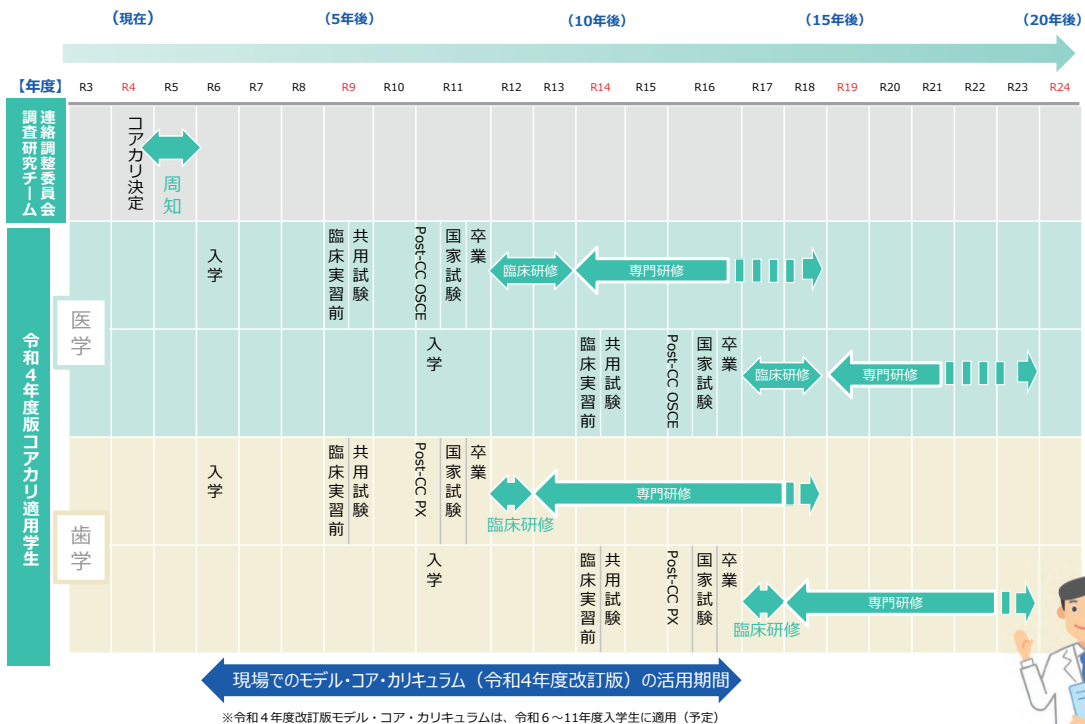 （現在）
（5年後）
（10年後）
（15年後）
（20年後）
【年度】 R3 R4 R5 R6 R7 R8 R9 R10 R11 R12 R13 R14 R15 R16 R17 R18 R19 R20 R21 R22 R23 R24
連絡調整委員会
調査研究チーム
コアカリ決定
周知
令和４年度版コアカリ適用学生
医学
入学
臨床実習前
共用試験
Post-CC OSCE
国家試験
卒業
臨床研修
専門研修
入学
臨床実習前
共用試験
Post-CC OSCE
国家試験
卒業
臨床研修
専門研修
歯学
入学
臨床実習前
共用試験
Post-CC PX
国家試験
卒業
臨床研修
専門研修
入学
臨床実習前
共用試験
Post-CC PX
国家試験
卒業
臨床研修
専門研修
現場でのモデル・コア・カリキュラム（令和4年度改訂版）の活用期間
※令和４年度改訂版モデル・コア・カリキュラムは、令和６～11年度入学生に適用（予定）